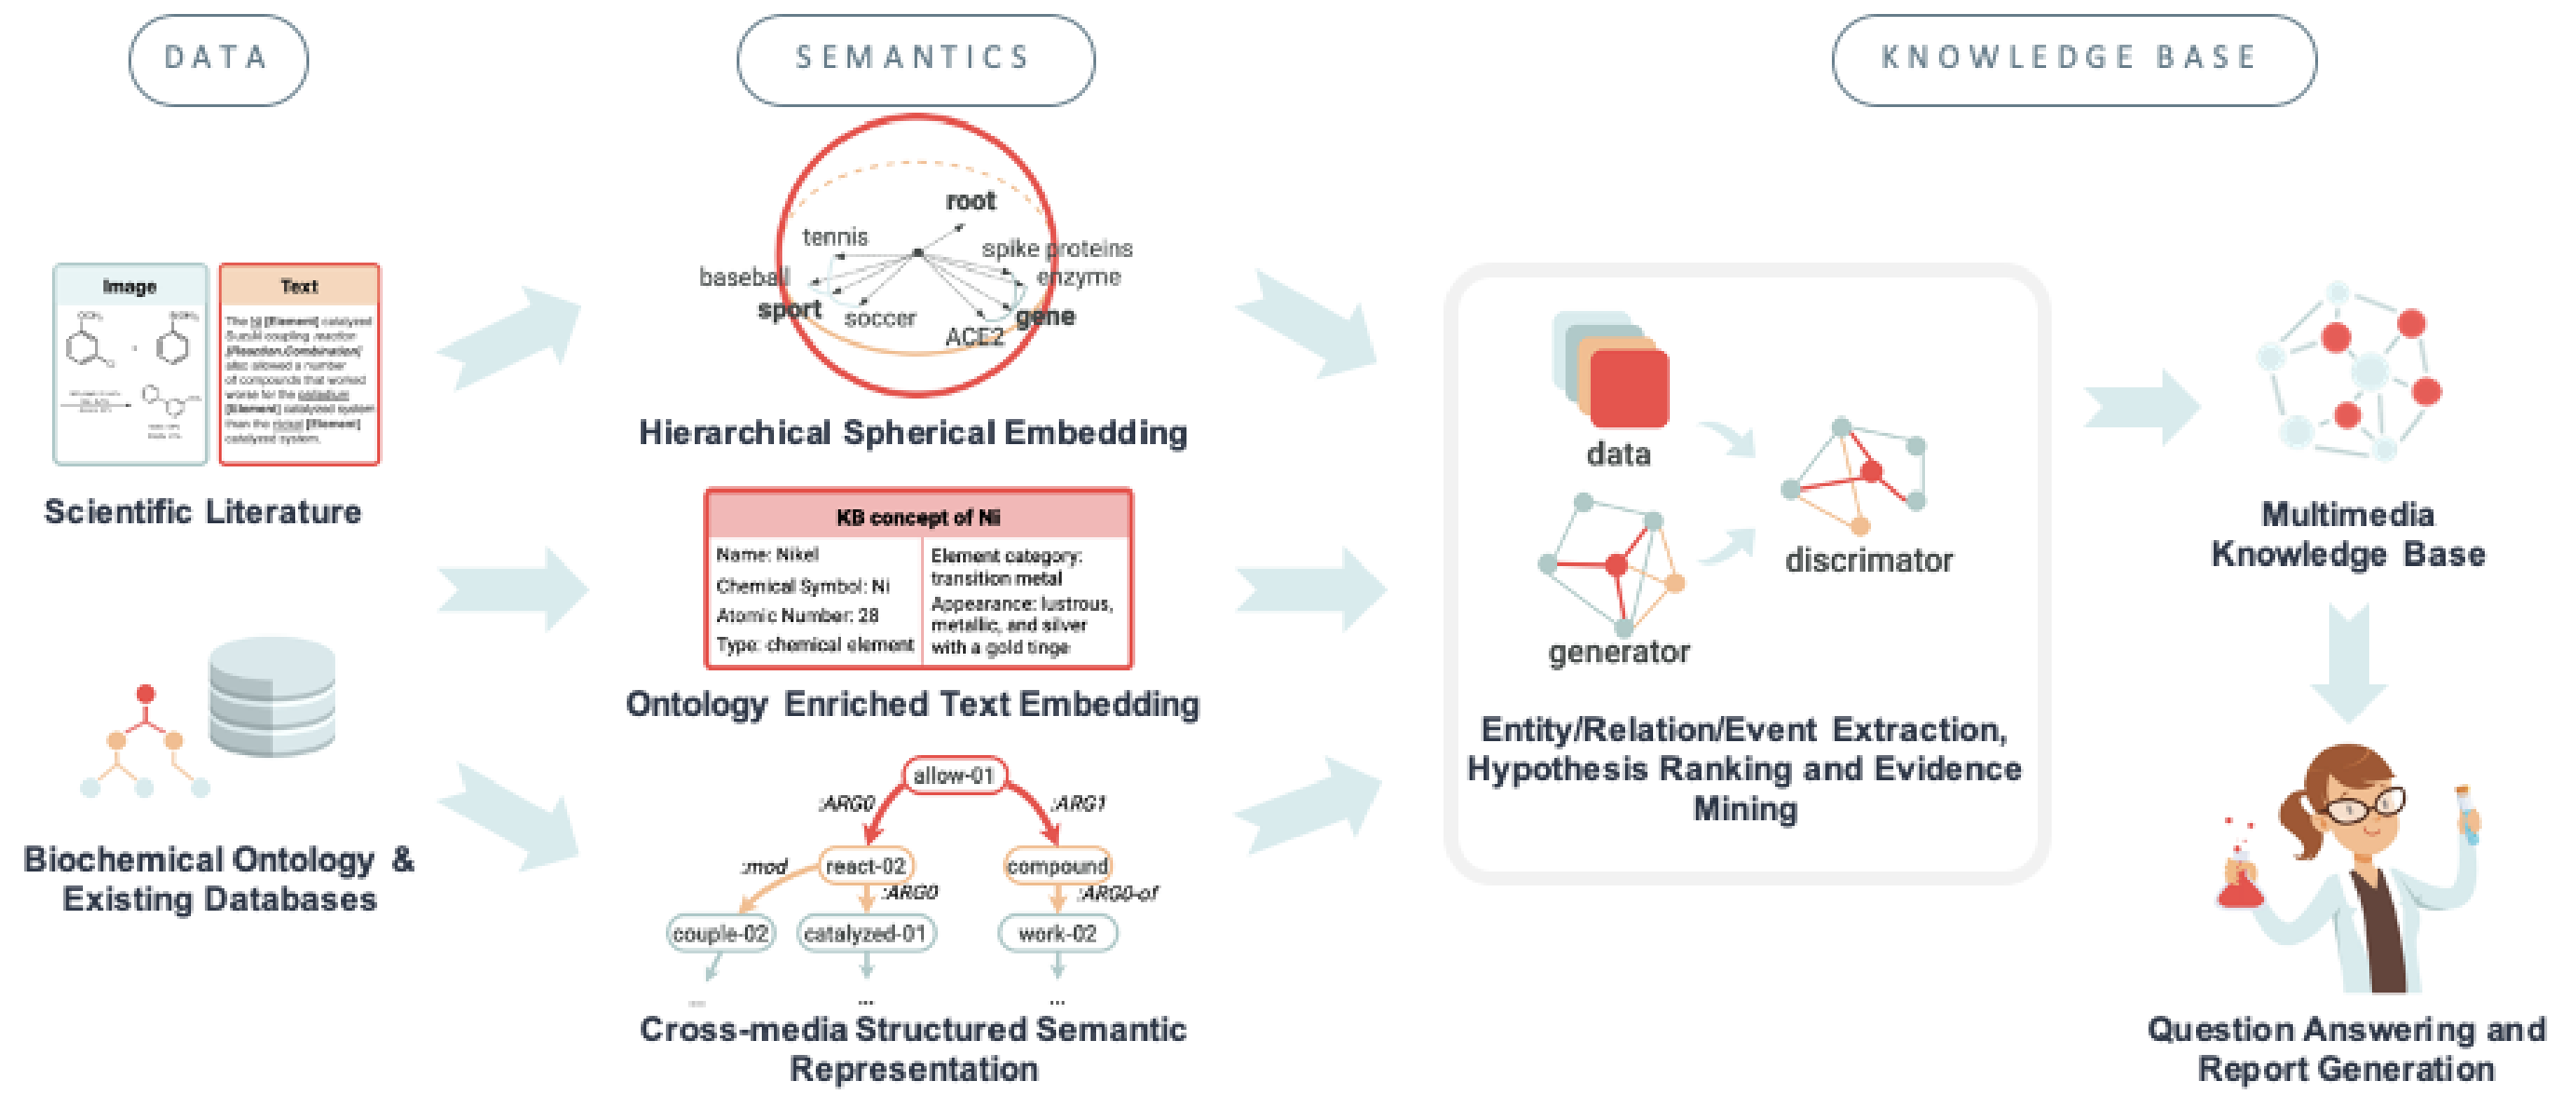 DATA
SEMANTICS
KNOWLEDGE BASE
Image
Text
The Ni [Element] catalyzed
Suzuki coupling reaction
[Reaction.Combination]
also allowed a number
of compounds that worked
worse for the palladium
[Element] catalyzed system
than the nickel [Element]
catalyzed system.
Scientific Literature
Biochemical Ontology &
Existing Databases
root
tennis
spike proteins
baseball
enzyme
sport
soccer
gene
ACE2
Hierarchical Spherical Embedding
KB concept of Ni
Name: Nikel
Chemical Symbol: Ni
Atomic Number: 28
Type: chemical element
Element category:
transition metal
Appearance: lustrous,
metallic, and silver
with a gold tinge
Ontology Enriched Text Embedding
allow-01
:ARG0
:ARG1
:mod
react-02
compound
:ARG0
:ARG0-of
couple-02
catalyzed-01
work-02
...
...
...
Cross-media Structured Semantic
Representation
data
discrimator
generator
Entity/Relation/Event Extraction,
Hypothesis Ranking and Evidence
Mining
Multimedia
Knowledge Base
Question Answering and
Report Generation